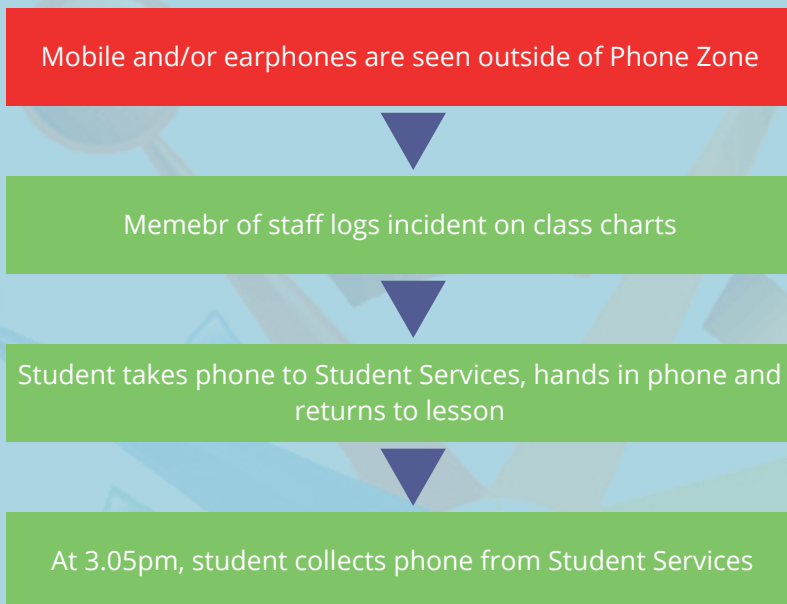 Mobile and/or earphones are seen outside of Phone Zone
Memebr of staff logs incident on class charts
Student takes phone to Student Services, hands in phone and
returns to lesson
At 3.05pm, student collects phone from Student Services